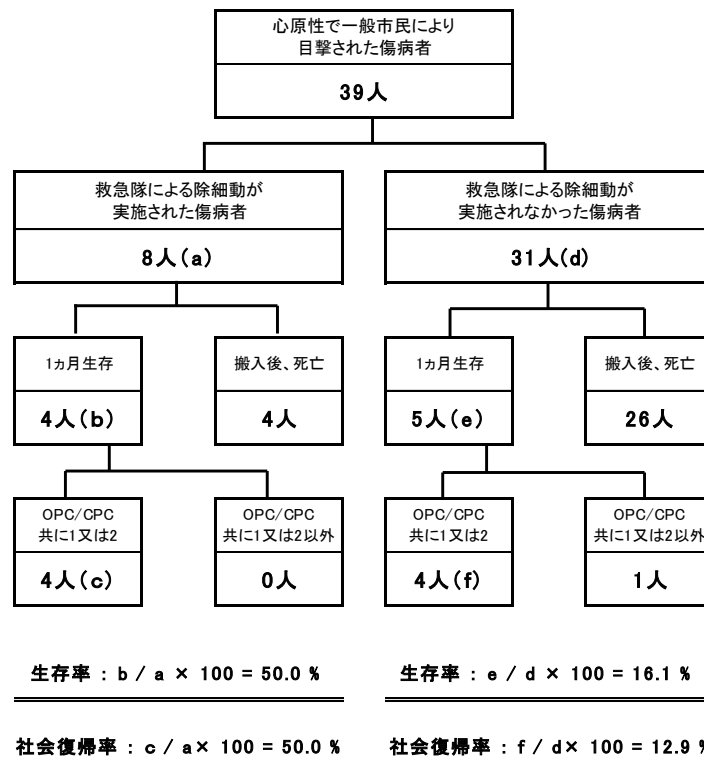 心原性で一般市民により
目撃された傷病者
39人
救急隊による除細動が
実施された傷病者
8人(a)
救急隊による除細動が
実施されなかった傷病者
31人(d)
1ヵ月生存
4人(b)
搬入後、死亡
4人
1ヵ月生存
5人(e)
搬入後、死亡
26人
OPC/CPC
共に1又は2
4人(c)
OPC/CPC
共に1又は2以外
0人
OPC/CPC
共に1又は2
4人(f)
OPC/CPC
共に1又は2以外
1人
生存率 : b / a × 100 = 50.0 %
生存率 : e / d × 100 = 16.1 %
社会復帰率 : c / a× 100 = 50.0 %
社会復帰率 : f / d× 100 = 12.9 %